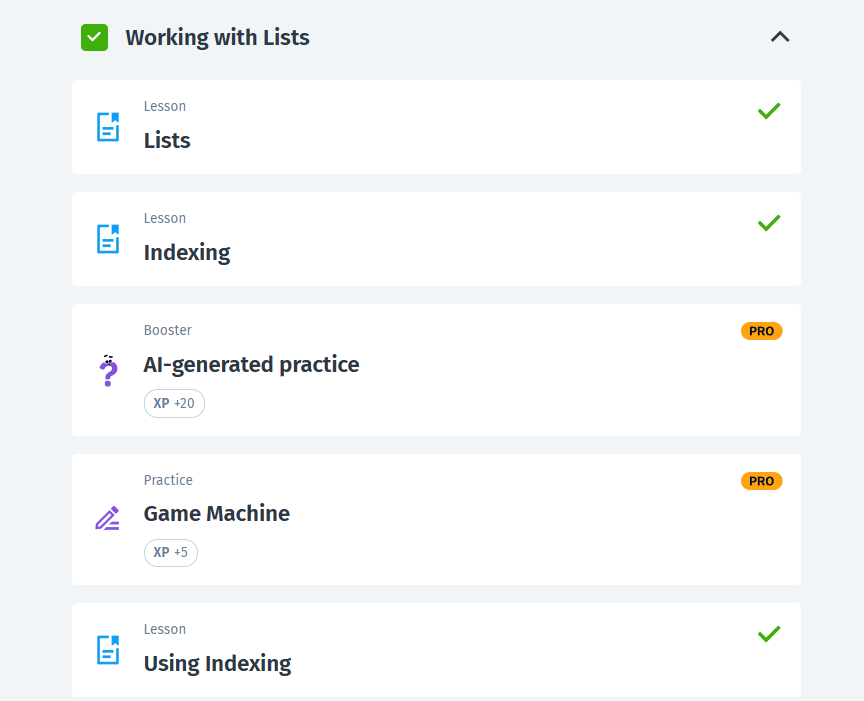 Working with Lists
Lesson
Lists
Lesson
Indexing
Booster
PRO
AI-generated practice
XP +20
Practice
PRO
Game Machine
XP +5
Lesson
Using Indexing